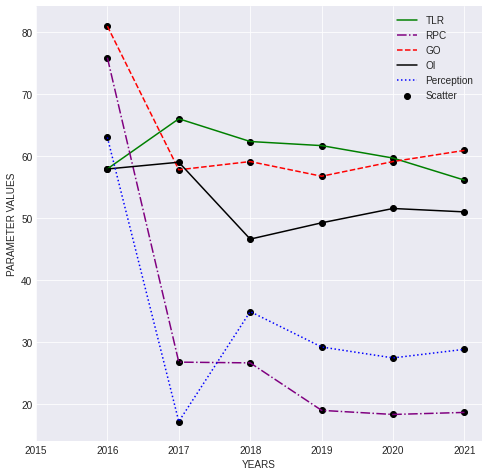 TLR
RPC
GO
OI
Perception
Scatter
80
70
60
50
40
30
20
PARAMETER VALUES
2015 2016 2017 2018 2019 2020 2021
YEARS